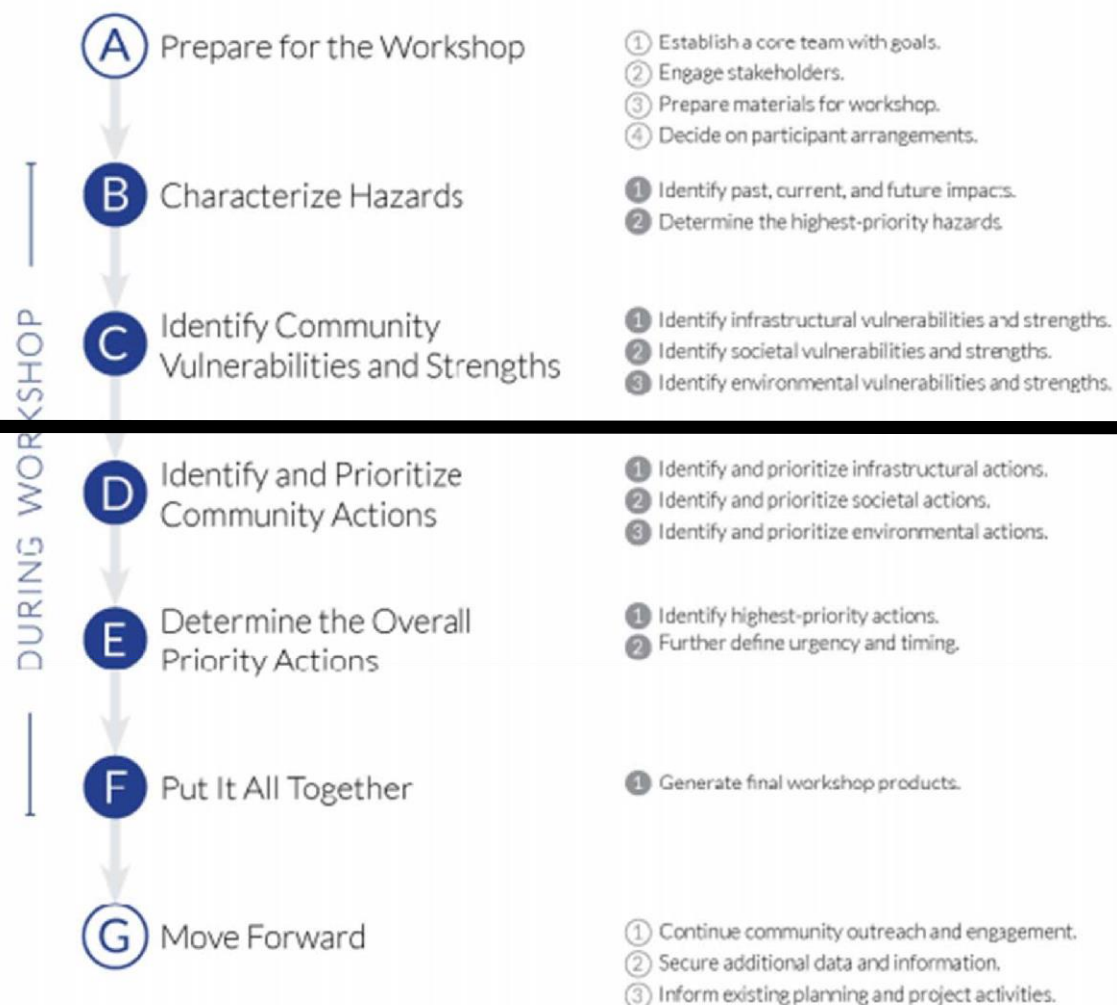 A Prepare for the Workshop
1 Establish a core team with goals.
2 Engage stakeholders.
3 Prepare materials for workshop.
4 Decide on participant arrangements.
B Characterize Hazards
1 Identify past, current, and future impacts.
2 Determine the highest-priority hazards
C Identify Community
Vulnerabilities and Strengths
1 Identify infrastructural vulnerabilities and strengths.
2 Identify societal vulnerabilities and strengths.
3 Identify environmental vulnerabilities and strengths.
DURING WORKSHOP
D Identify and Prioritize
Community Actions
1 Identify and prioritize infrastructural actions.
2 Identify and prioritize societal actions.
3 Identify and prioritize environmental actions.
E Determine the Overall
Priority Actions
1 Identify highest-priority actions.
2 Further define urgency and timing.
F Put It All Together
1 Generate final workshop products.
G Move Forward
1 Continue community outreach and engagement.
2 Secure additional data and information.
3 Inform existing planning and project activities.